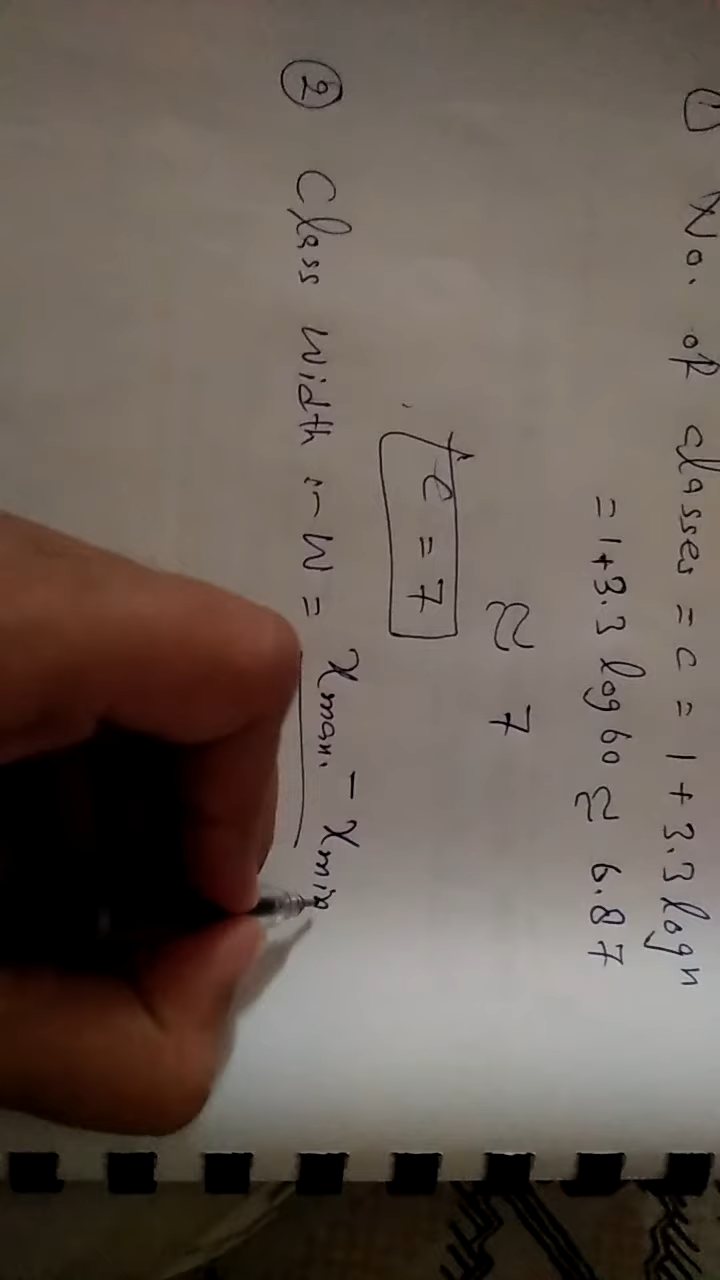 ① No. of classes = c = 1 + 3.3 log n
= 1+3.3 log 60 ≈ 6.87
≈ 7
c = 7
② Class width :- W = xmax. - xmin